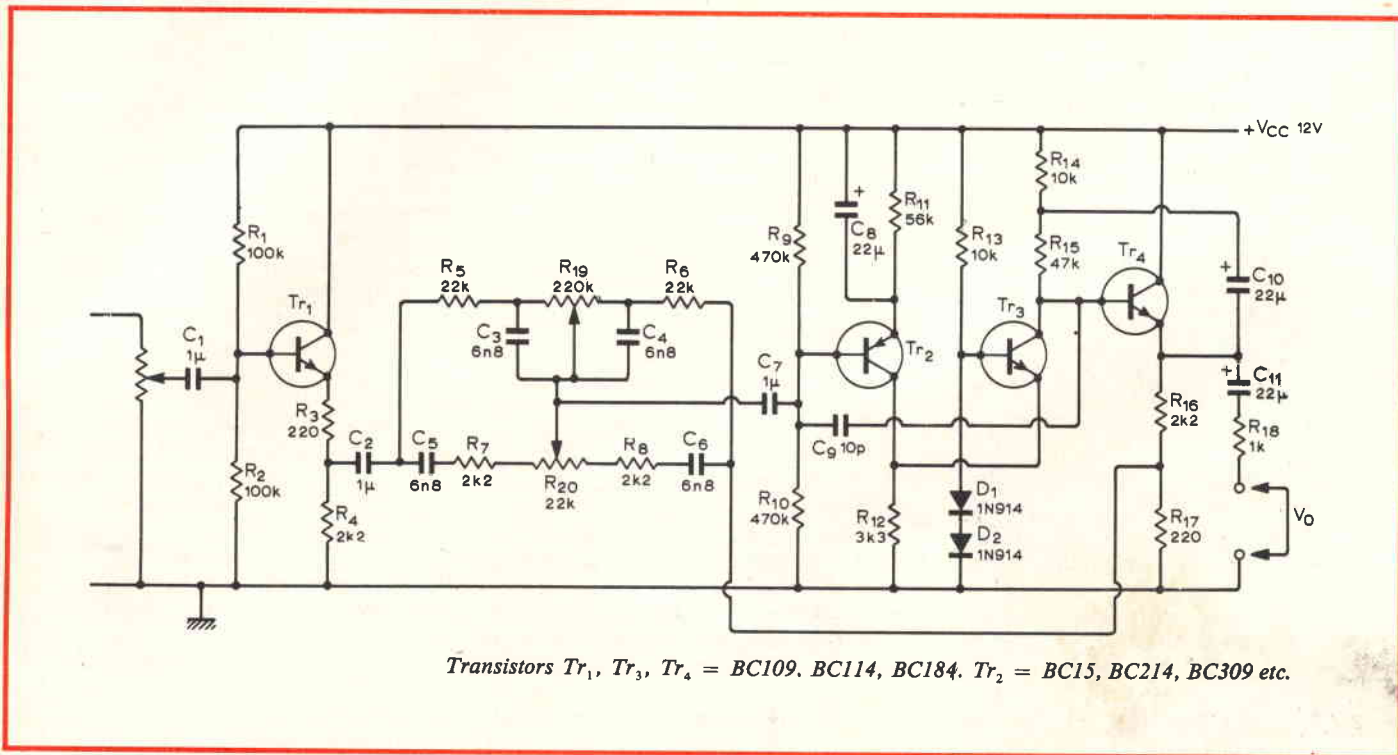 +VCC 12V
R1
100k
R2
100k
C1
1μ
Tr1
R3
220
R4
2k2
C2
1μ
R5
22k
R19
220k
R6
22k
C3
6n8
C4
6n8
C5
6n8
R7
2k2
R20
22k
R8
2k2
C6
6n8
C7
1μ
R9
470k
R10
470k
C8
+
22μ
R11
56k
Tr2
C9 10p
R12
3k3
R13
10k
D1
1N914
D2
1N914
R14
10k
R15
47k
Tr3
Tr4
+
C10
22μ
+
C11
22μ
R16
2k2
R17
220
R18
1k
VO
Transistors Tr1, Tr3, Tr4 = BC109. BC114, BC184. Tr2 = BC15, BC214, BC309 etc.